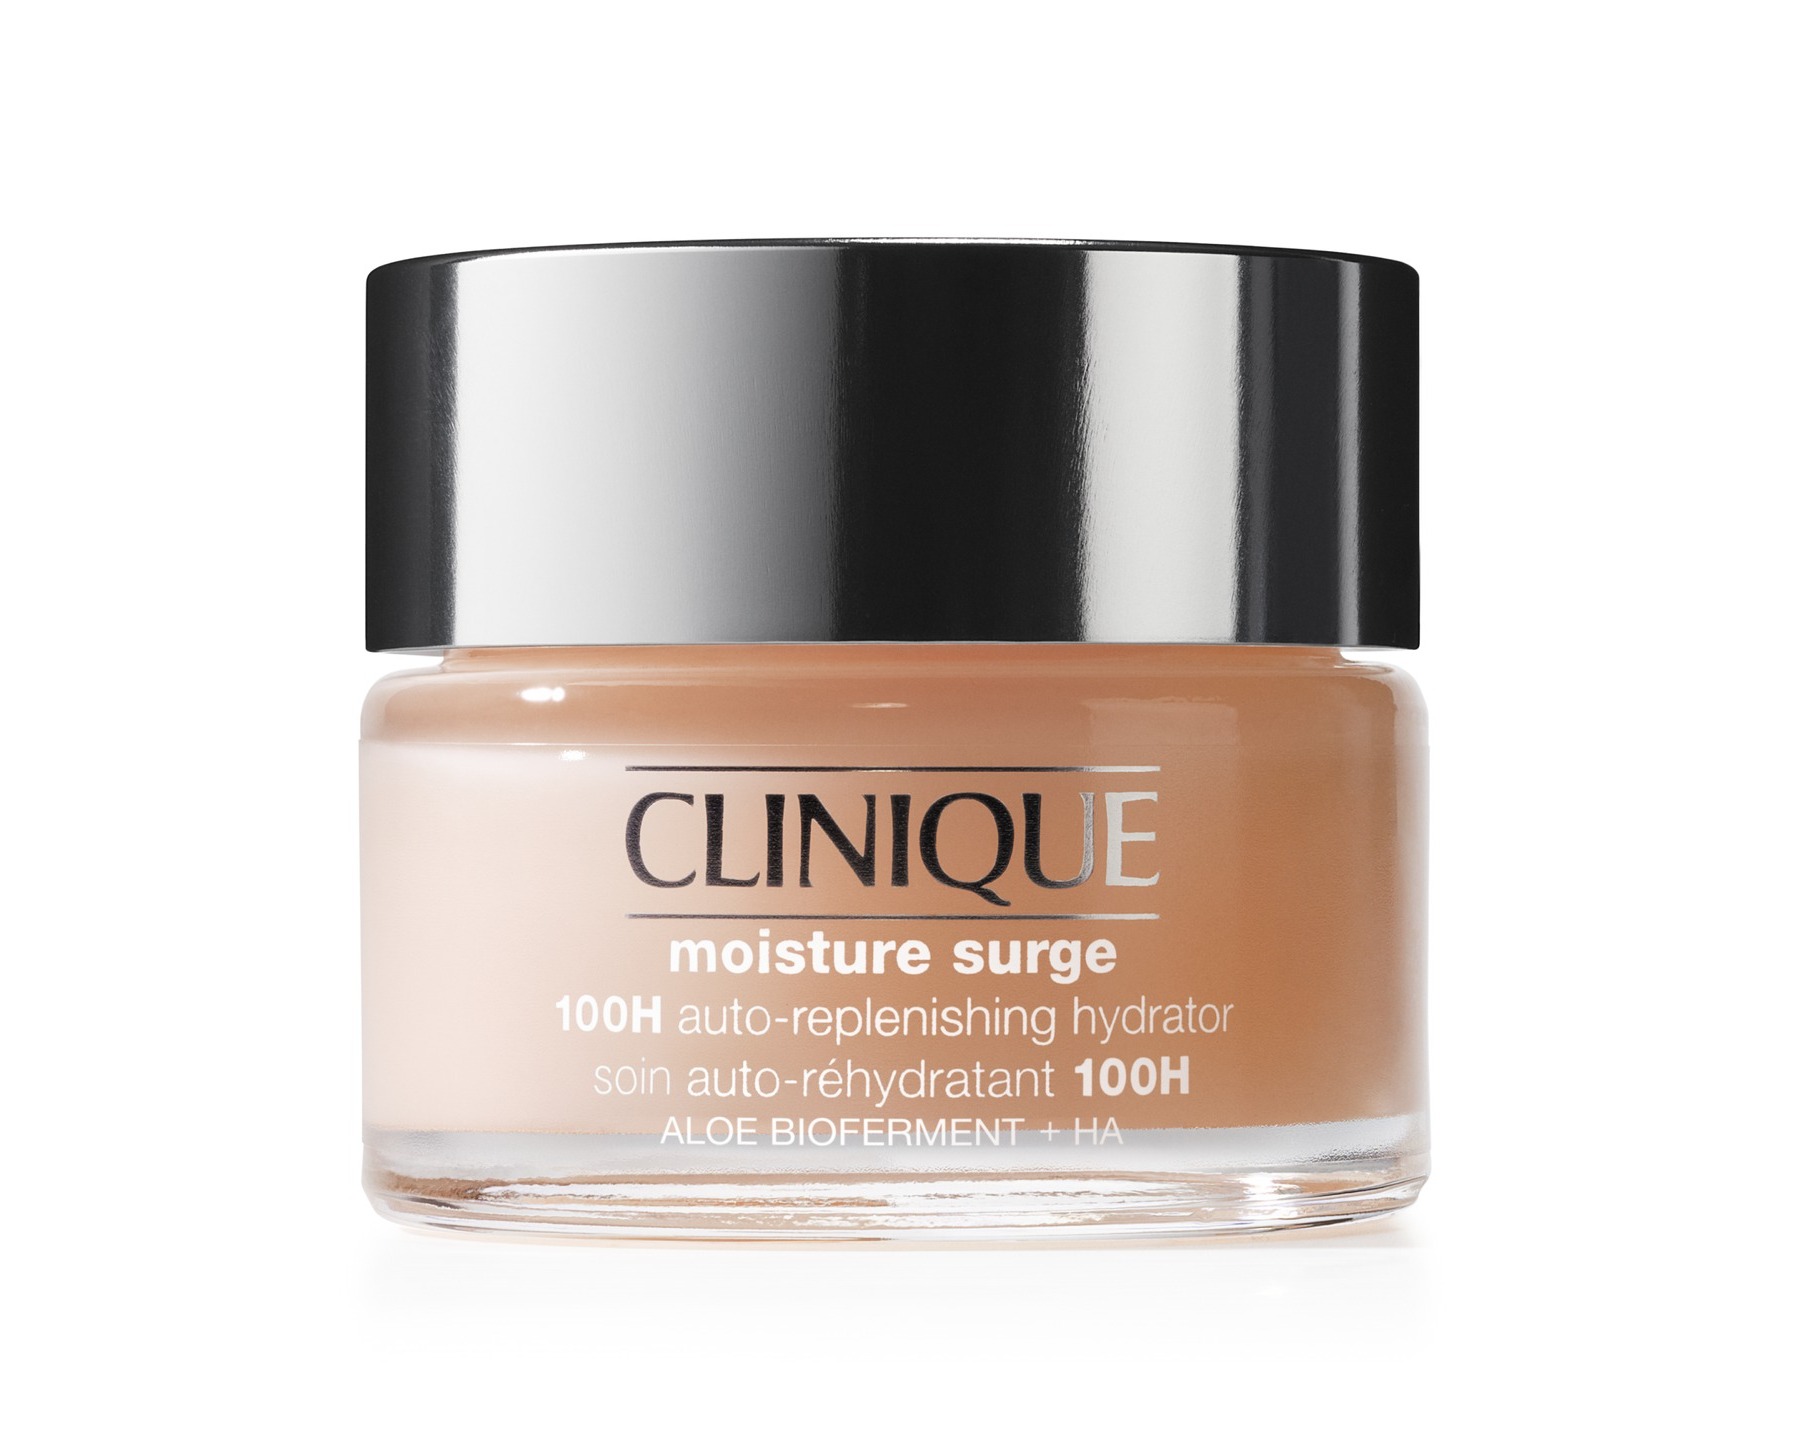 CLINIQUE
moisture surge
100H auto-replenishing hydrator
soin auto-réhydratant 100H
ALOE BIOFERMENT + HA